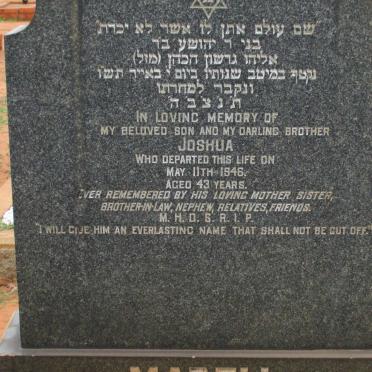 "שם עולם אתן לו אשר לא יכרת"
בני ר יהושע בר
אליהו גרשון הכהן (מול)
נקטף במיטב שנותיו ביום י באייר תש"ו
ונקבר למחרתו
ת נ צ ב ה
IN LOVING MEMORY OF
MY BELOVED SON AND MY DARLING BROTHER
JOSHUA
WHO DEPARTED THIS LIFE ON
MAY 11TH 1946.
AGED 43 YEARS.
EVER REMEMBERED BY HIS LOVING MOTHER, SISTER,
BROTHER-IN-LAW, NEPHEW, RELATIVES, FRIENDS.
M. H. D. S. R. I. P.
"I WILL GIVE HIM AN EVERLASTING NAME THAT SHALL NOT BE CUT OFF."